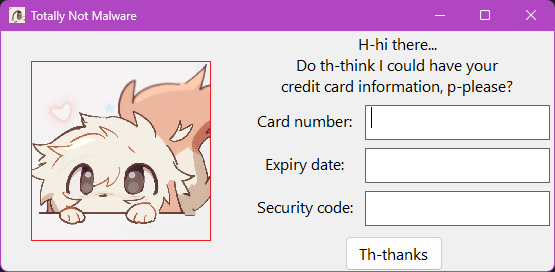 Totally Not Malware
H-hi there...
Do th-think I could have your
credit card information, p-please?
Card number:
Expiry date:
Security code:
Th-thanks